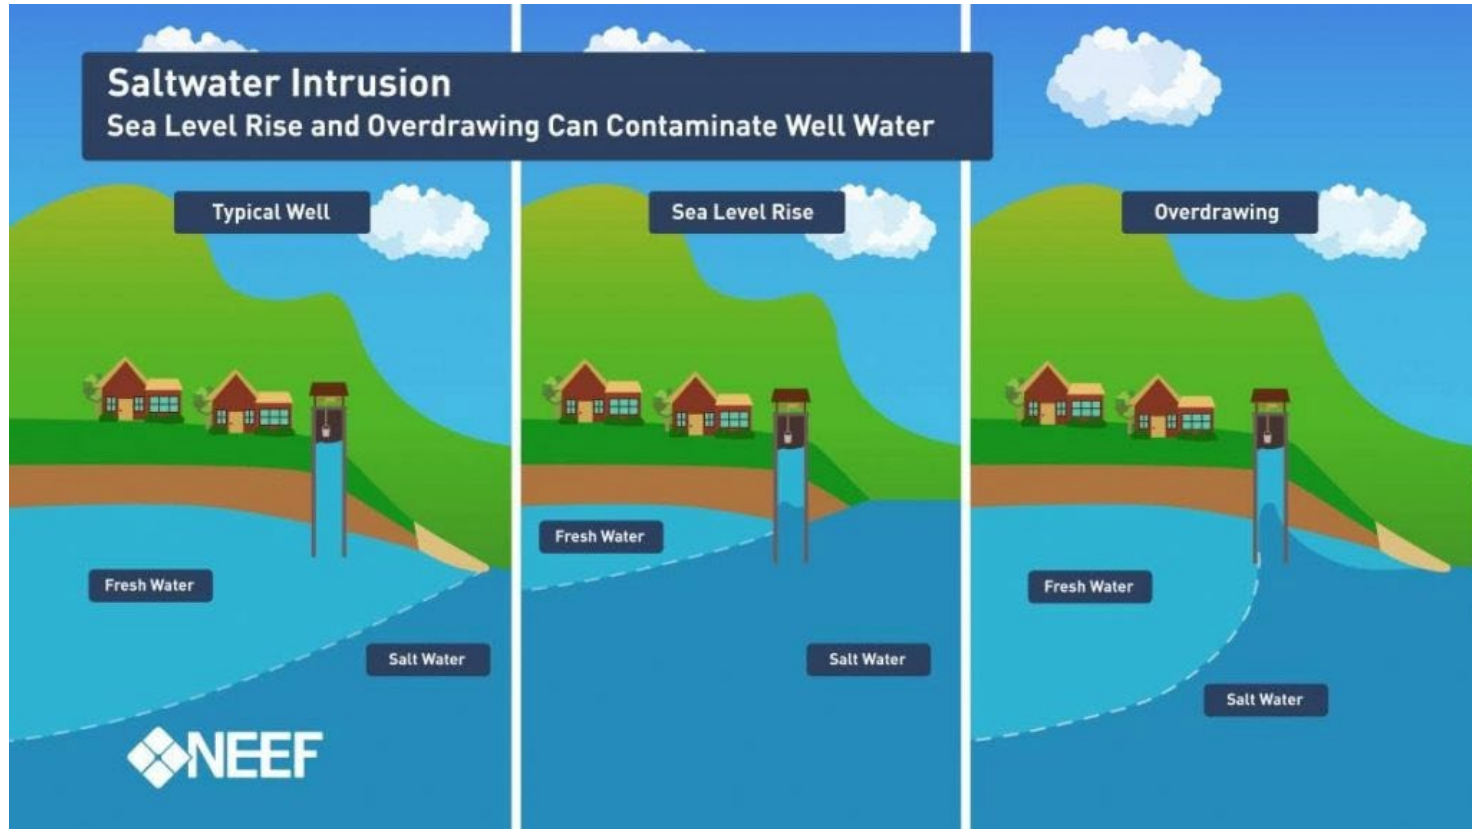 Saltwater Intrusion
Sea Level Rise and Overdrawing Can Contaminate Well Water
Typical Well
Sea Level Rise
Overdrawing
Fresh Water
Salt Water
Fresh Water
Salt Water
Fresh Water
Salt Water
NEEF